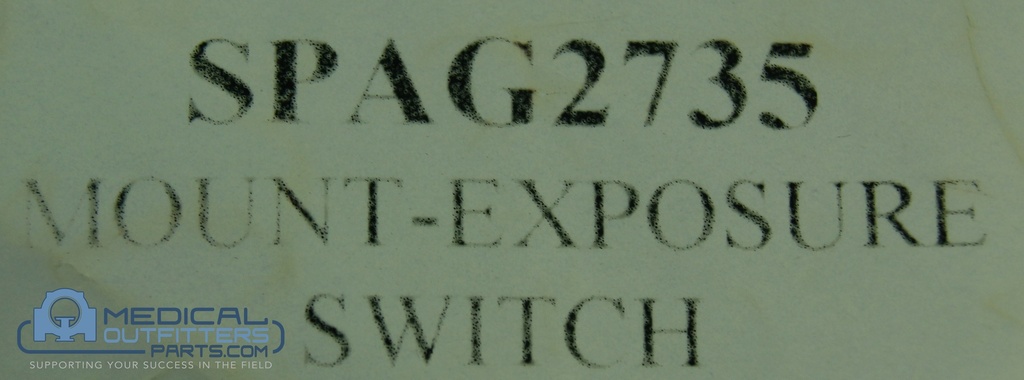 SPAG2735
MOUNT-EXPOSURE
SWITCH
MEDICAL
OUTFITTERS
PARTS.COM
SUPPORTING YOUR SUCCESS IN THE FIELD